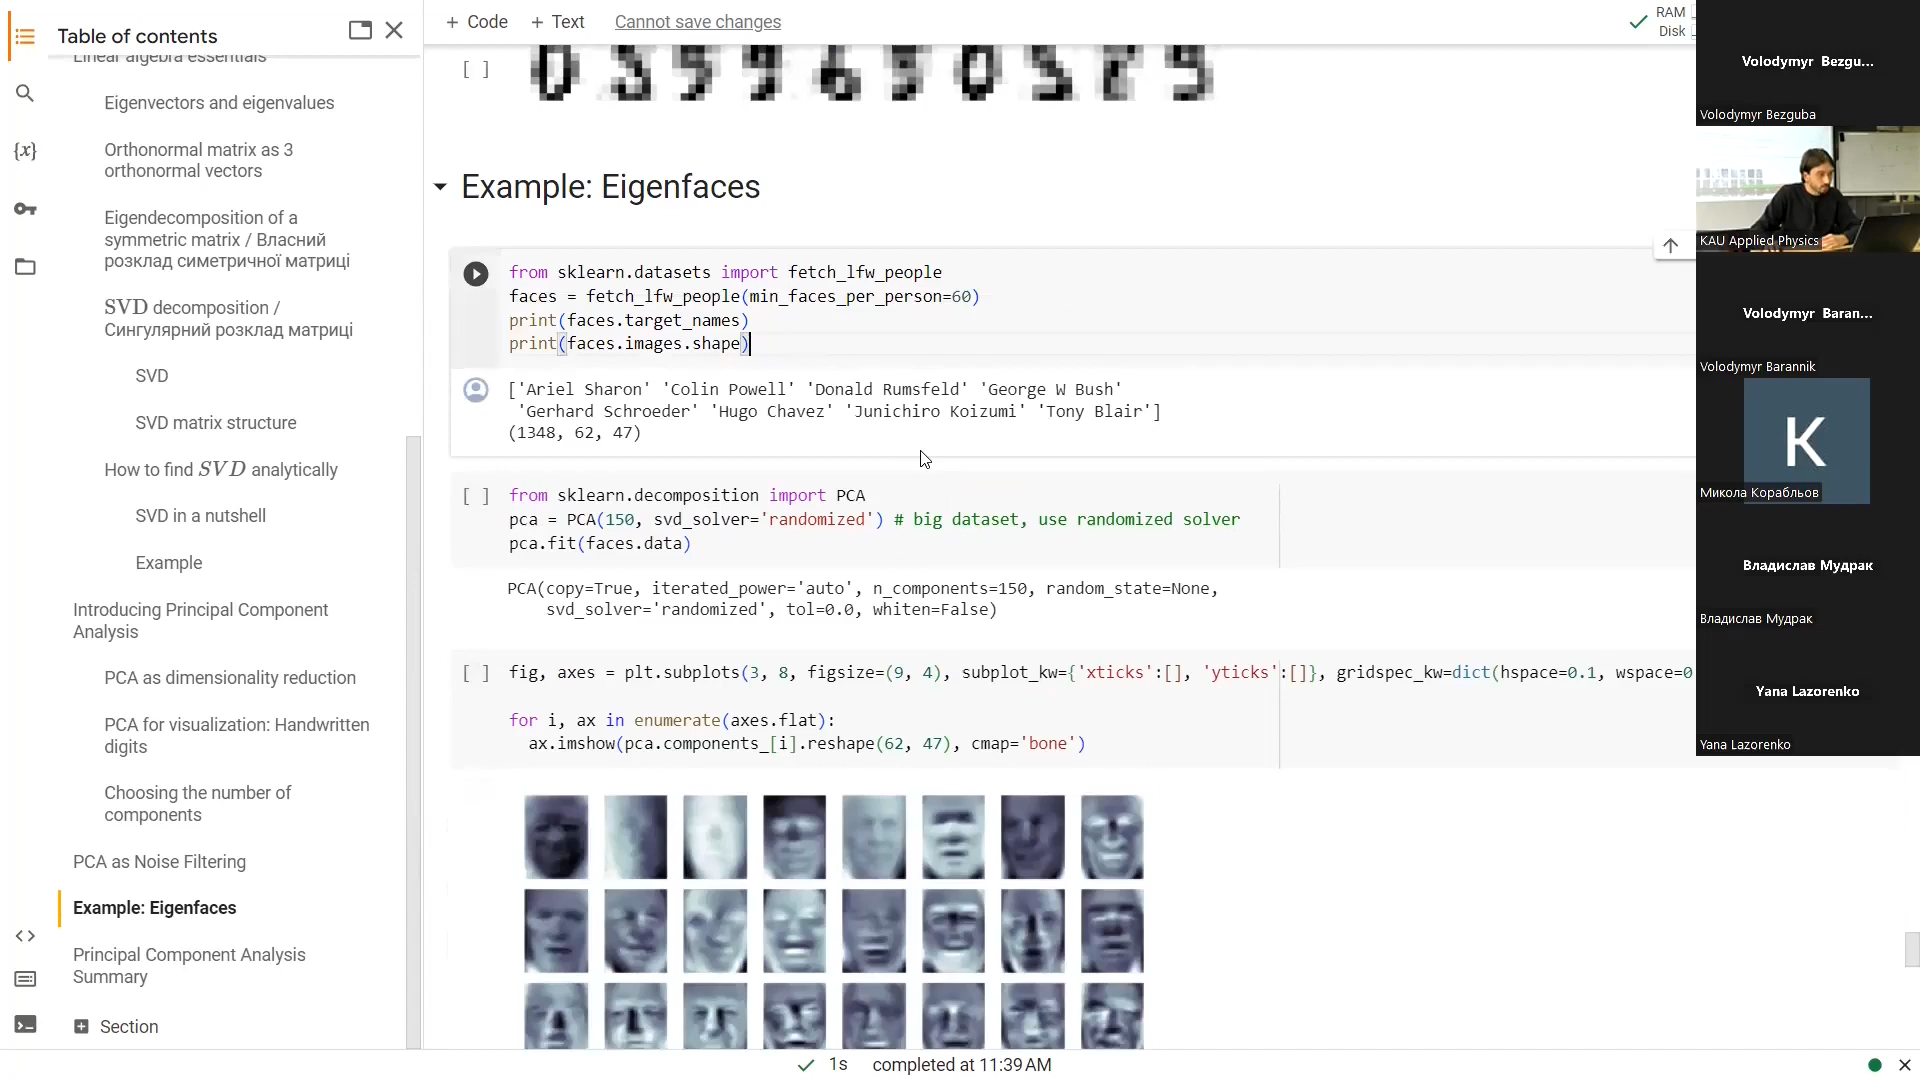 Table of contents
Linear algebra essentials
Eigenvectors and eigenvalues
Orthonormal matrix as 3
orthonormal vectors
Eigendecomposition of a
symmetric matrix / Власний
розклад симетричної матриці
SVD decomposition /
Сингулярний розклад матриці
SVD
SVD matrix structure
How to find SVD analytically
SVD in a nutshell
Example
Introducing Principal Component
Analysis
PCA as dimensionality reduction
PCA for visualization: Handwritten
digits
Choosing the number of
components
PCA as Noise Filtering
Example: Eigenfaces
Principal Component Analysis
Summary
Section
{x}
+ Code + Text Cannot save changes
RAM
Disk
[ ]
Example: Eigenfaces
from sklearn.datasets import fetch_lfw_people
faces = fetch_lfw_people(min_faces_per_person=60)
print(faces.target_names)
print(faces.images.shape)
['Ariel Sharon' 'Colin Powell' 'Donald Rumsfeld' 'George W Bush'
'Gerhard Schroeder' 'Hugo Chavez' 'Junichiro Koizumi' 'Tony Blair']
(1348, 62, 47)
[ ] from sklearn.decomposition import PCA
pca = PCA(150, svd_solver='randomized') # big dataset, use randomized solver
pca.fit(faces.data)
PCA(copy=True, iterated_power='auto', n_components=150, random_state=None,
svd_solver='randomized', tol=0.0, whiten=False)
[ ] fig, axes = plt.subplots(3, 8, figsize=(9, 4), subplot_kw={'xticks':[], 'yticks':[]}, gridspec_kw=dict(hspace=0.1, wspace=0
for i, ax in enumerate(axes.flat):
ax.imshow(pca.components_[i].reshape(62, 47), cmap='bone')
1s completed at 11:39 AM
Volodymyr Bezgu...
Volodymyr Bezguba
KAU Applied Physics
Volodymyr Baran...
Volodymyr Barannik
K
Микола Корабльов
Владислав Мудрак
Владислав Мудрак
Yana Lazorenko
Yana Lazorenko